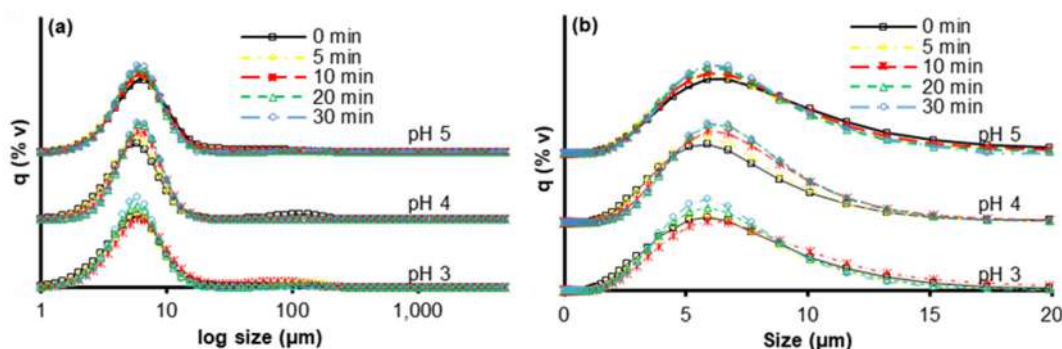 (a)
0 min
5 min
10 min
20 min
30 min
q (% v)
pH 5
pH 4
pH 3
1
10
100
1,000
log size (µm)
(b)
0 min
5 min
10 min
20 min
30 min
q (% v)
pH 5
pH 4
pH 3
0
5
10
15
20
Size (µm)